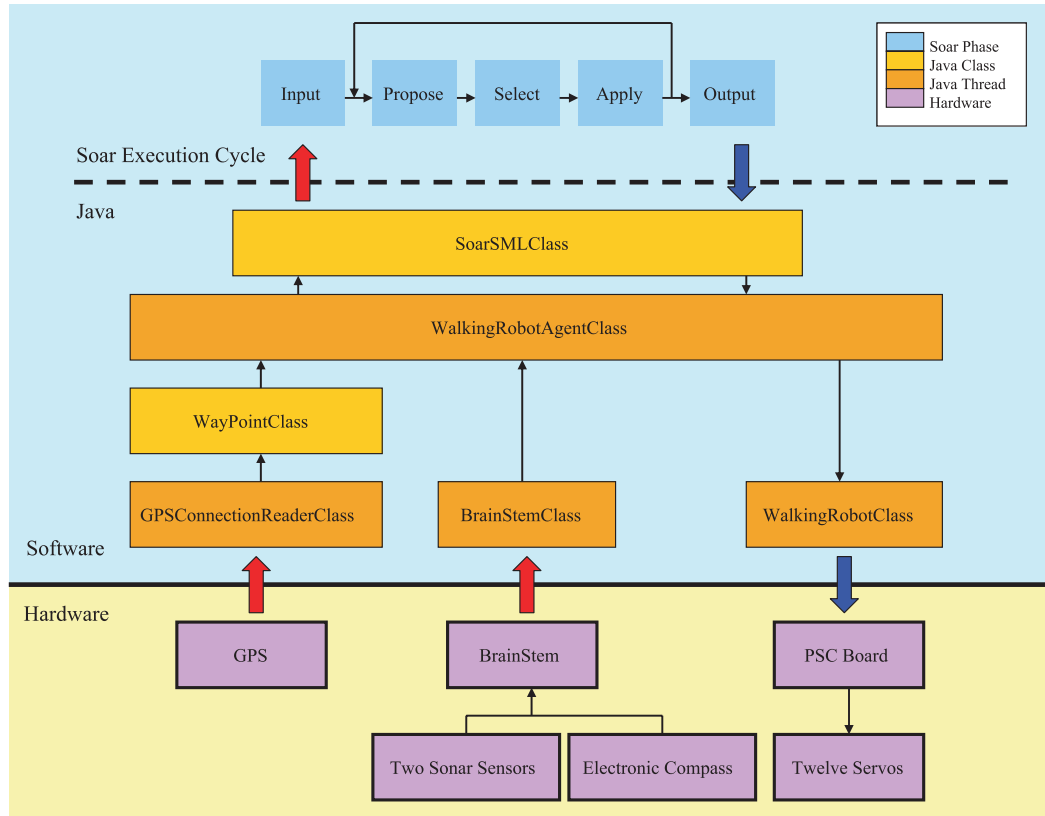 Soar Phase
Java Class
Java Thread
Hardware
Input
Propose
Select
Apply
Output
Soar Execution Cycle
Java
SoarSMLClass
WalkingRobotAgentClass
WayPointClass
GPSConnectionReaderClass
BrainStemClass
WalkingRobotClass
Software
Hardware
GPS
BrainStem
PSC Board
Two Sonar Sensors
Electronic Compass
Twelve Servos